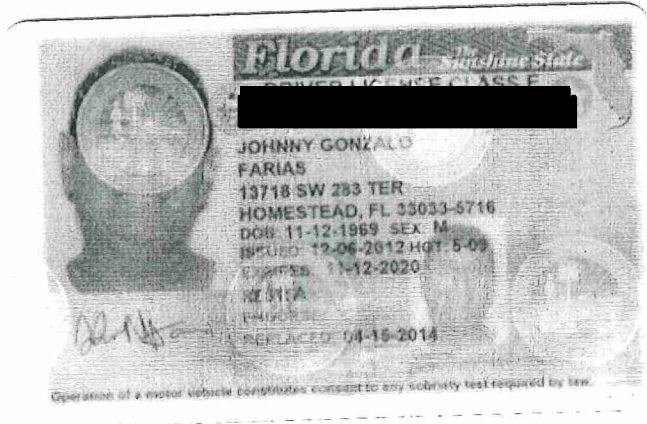 Florida The Sunshine State
DRIVER LICENSE CLASS E
JOHNNY GONZALO
FARIAS
13718 SW 283 TER
HOMESTEAD, FL 33033-5716
DOB 11-12-1969 SEX M
ISSUED 12-06-2012 HGT 5-09
EXPIRES 11-12-2020
REST: A
ENDORSE
REPLACED 04-15-2014
Operation of a motor vehicle constitutes consent to any sobriety test required by law.